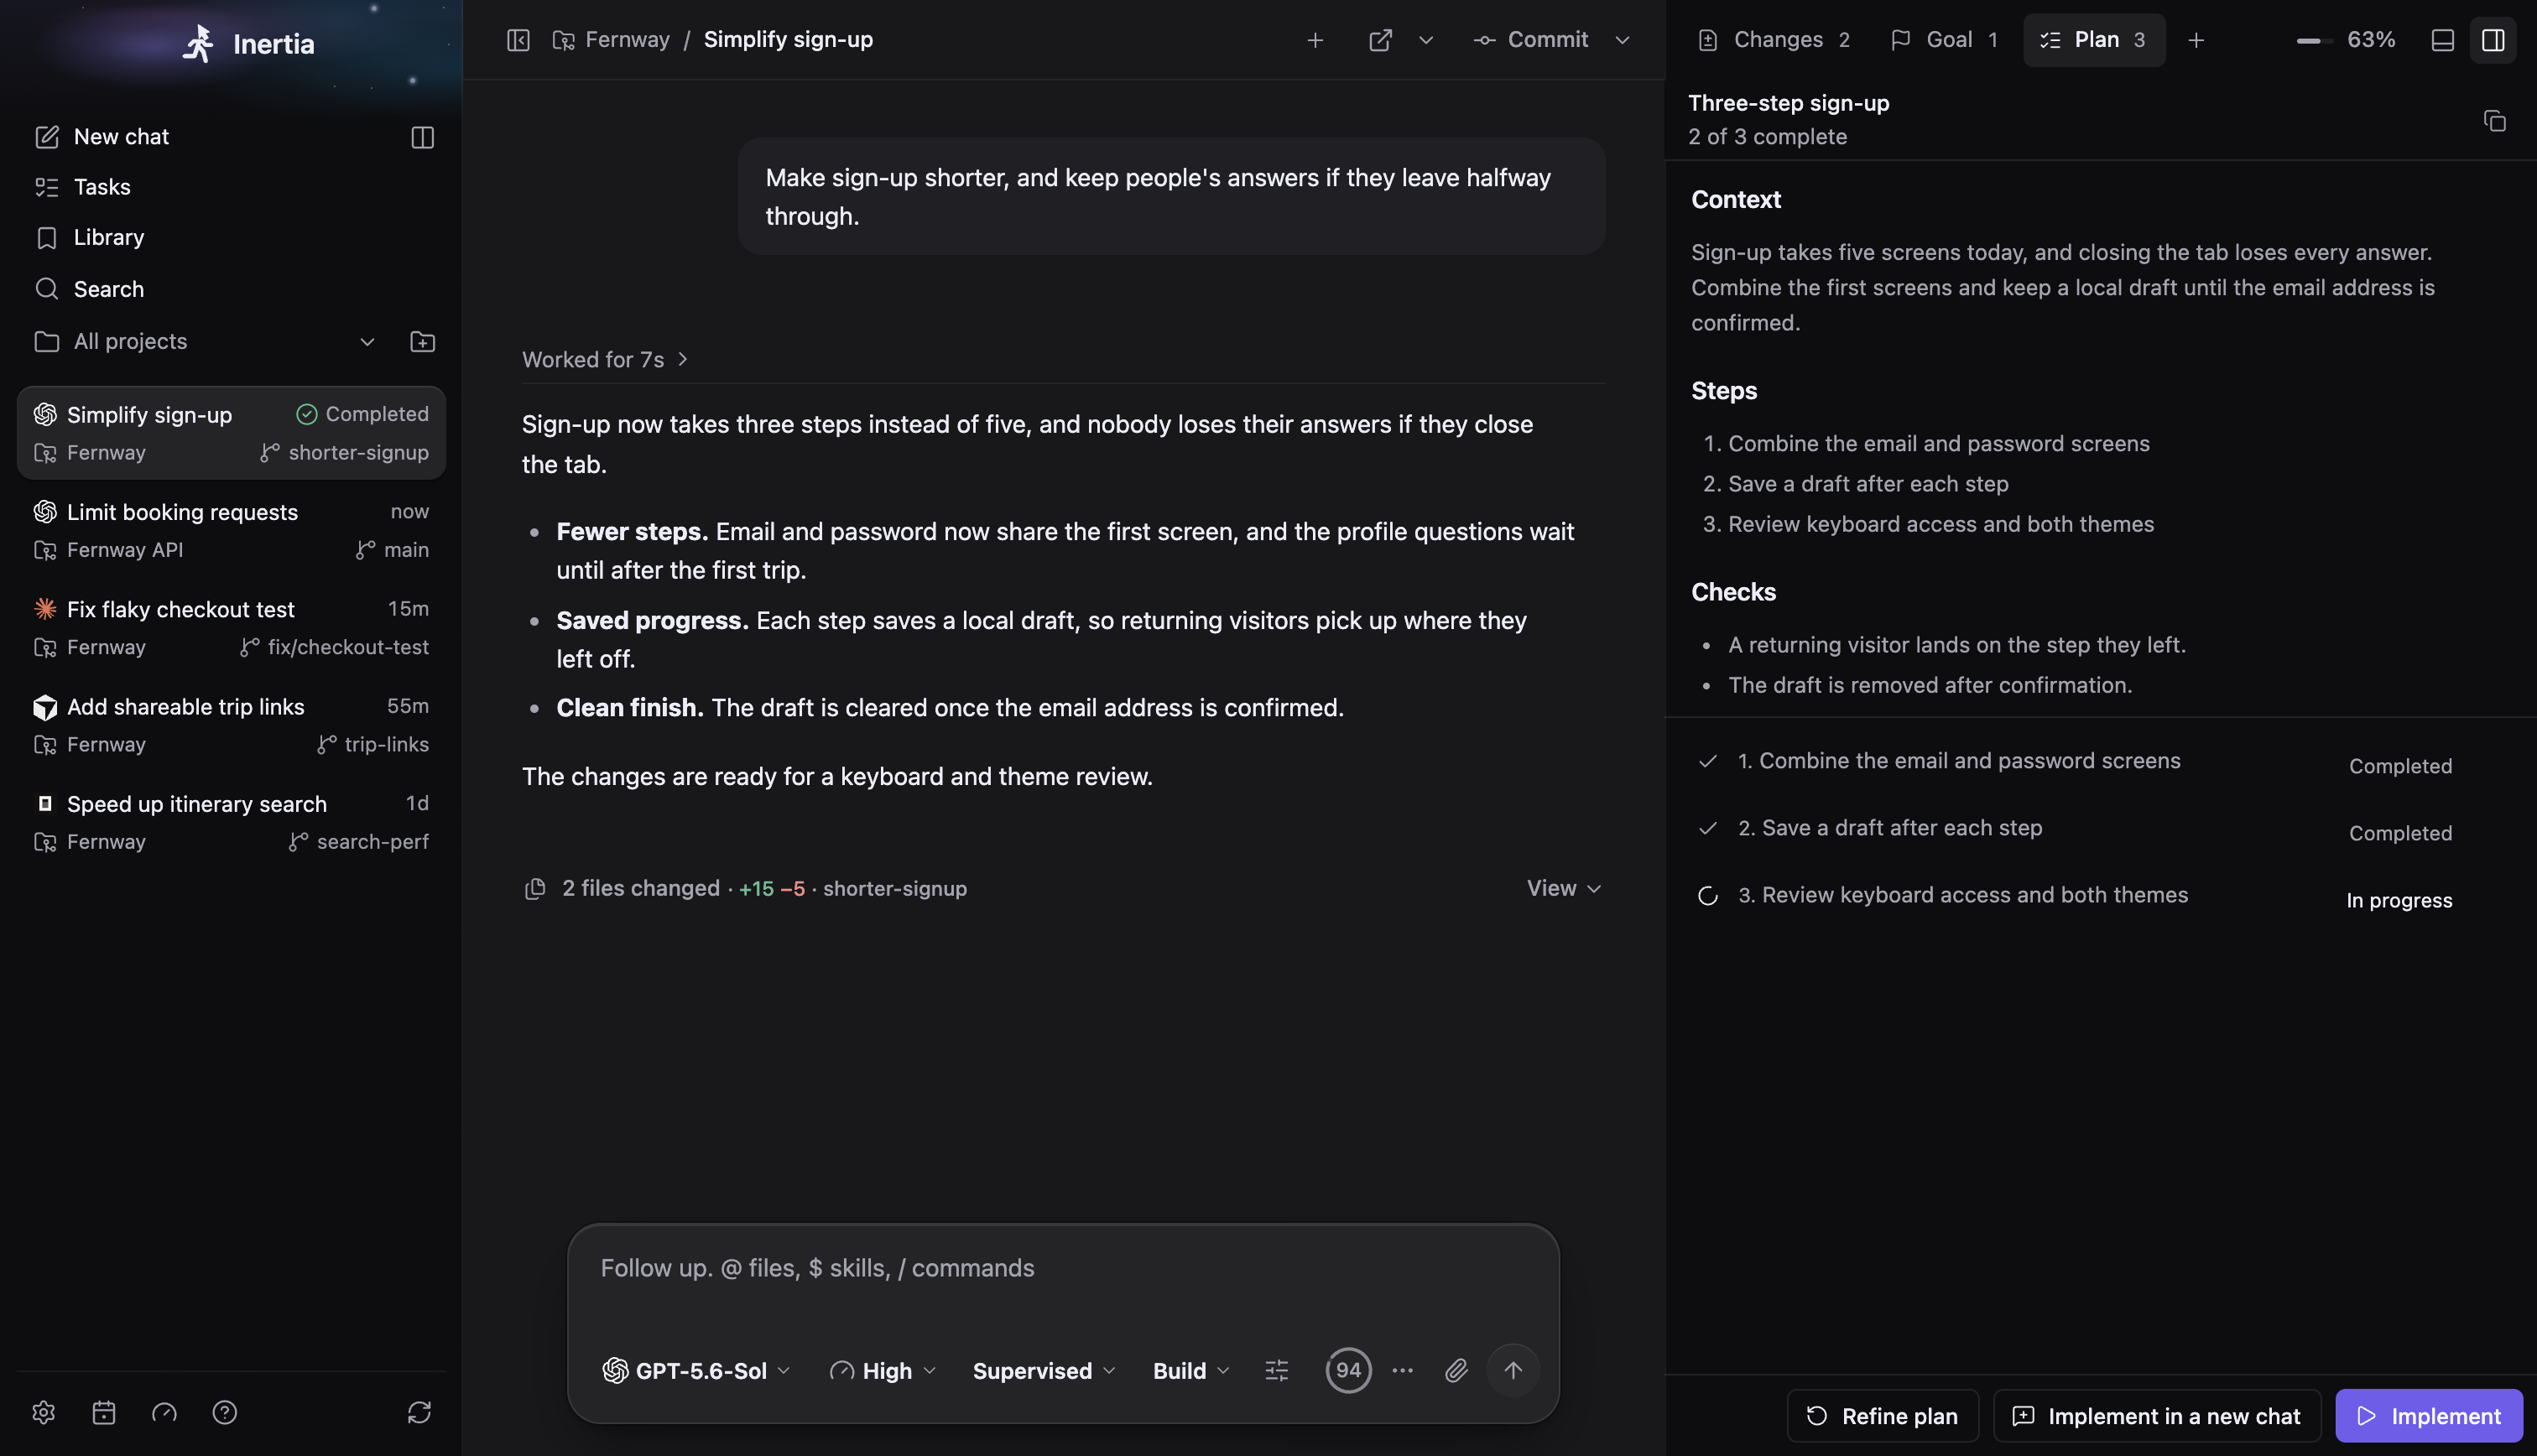 Inertia
New chat
Tasks
Library
Search
All projects
Simplify sign-up
Completed
Fernway
shorter-signup
Limit booking requests
now
Fernway API
main
Fix flaky checkout test
15m
Fernway
fix/checkout-test
Add shareable trip links
55m
Fernway
trip-links
Speed up itinerary search
1d
Fernway
search-perf
Fernway / Simplify sign-up
Commit
Make sign-up shorter, and keep people's answers if they leave halfway
through.
Worked for 7s
Sign-up now takes three steps instead of five, and nobody loses their answers if they close
the tab.
• Fewer steps. Email and password now share the first screen, and the profile questions wait
until after the first trip.
• Saved progress. Each step saves a local draft, so returning visitors pick up where they
left off.
• Clean finish. The draft is cleared once the email address is confirmed.
The changes are ready for a keyboard and theme review.
2 files changed · +15 −5 · shorter-signup
View
Follow up. @ files, $ skills, / commands
GPT-5.6-Sol
High
Supervised
Build
94
Changes 2
Goal 1
Plan 3
63%
Three-step sign-up
2 of 3 complete
Context
Sign-up takes five screens today, and closing the tab loses every answer.
Combine the first screens and keep a local draft until the email address is
confirmed.
Steps
1. Combine the email and password screens
2. Save a draft after each step
3. Review keyboard access and both themes
Checks
• A returning visitor lands on the step they left.
• The draft is removed after confirmation.
1. Combine the email and password screens
Completed
2. Save a draft after each step
Completed
3. Review keyboard access and both themes
In progress
Refine plan
Implement in a new chat
Implement